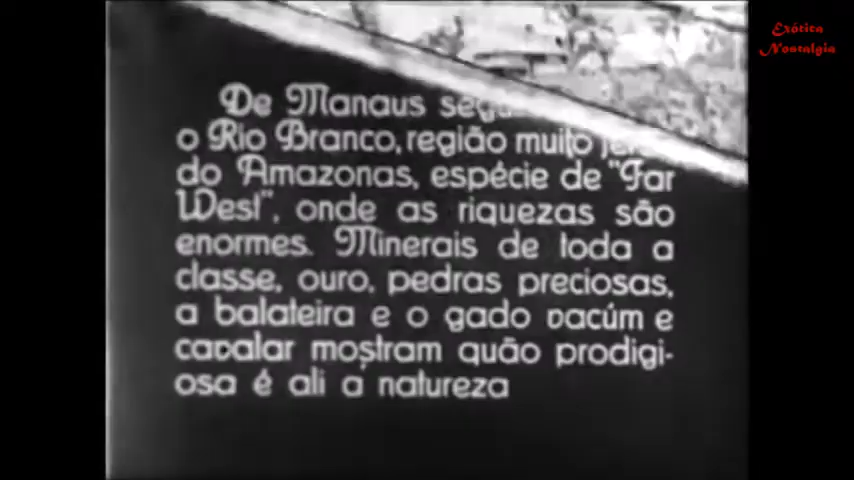 De Manaus
o Rio Branco, região muito
do Amazonas, espécie de "Far
West", onde as riquezas são
enormes. Minerais de toda a
classe, ouro, pedras preciosas,
a balateira e o gado vacúm e
cavalar mostram quão prodigi-
osa é ali a natureza
Exótica
Nostalgia